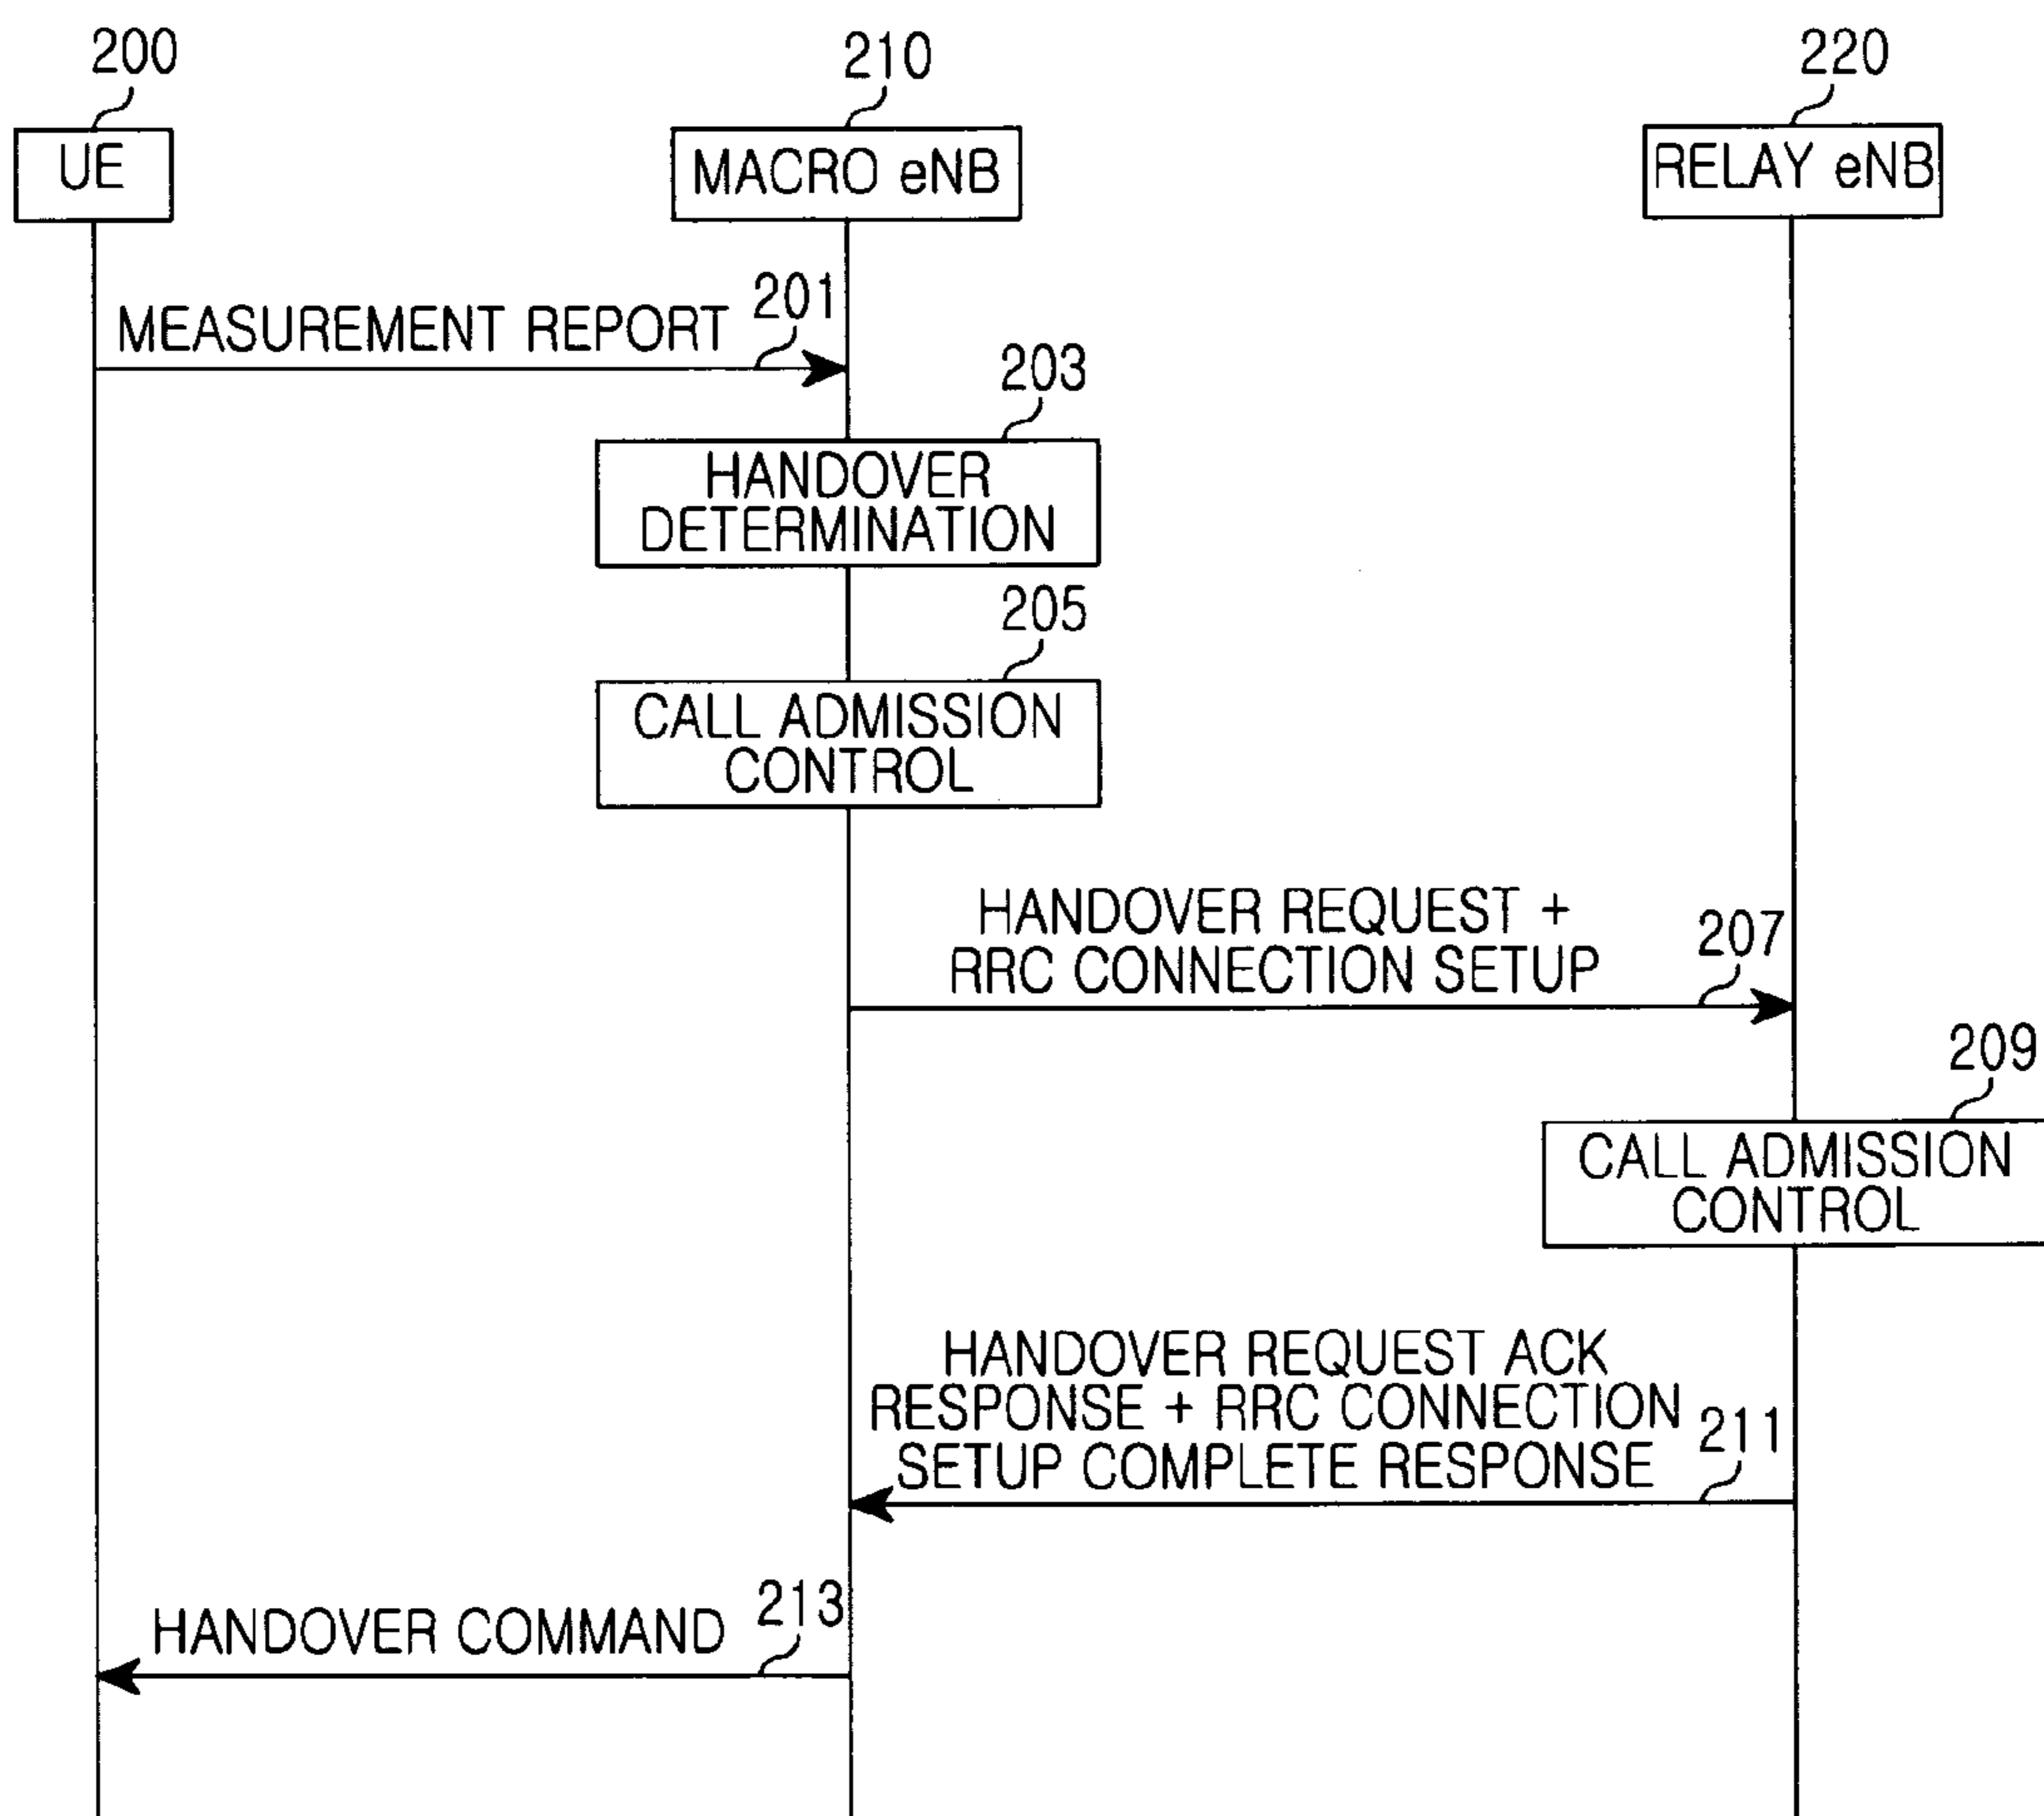 200
210
220
UE
MACRO eNB
RELAY eNB
201
MEASUREMENT REPORT
203
HANDOVER
DETERMINATION
205
CALL ADMISSION
CONTROL
HANDOVER REQUEST +
RRC CONNECTION SETUP
207
209
CALL ADMISSION
CONTROL
HANDOVER REQUEST ACK
RESPONSE + RRC CONNECTION
SETUP COMPLETE RESPONSE
211
HANDOVER COMMAND
213